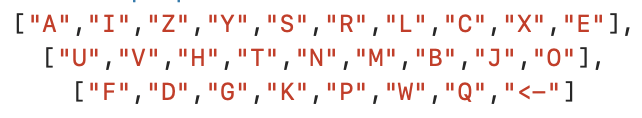 ["A","I","Z","Y","S","R","L","C","X","E"],
["U","V","H","T","N","M","B","J","O"],
["F","D","G","K","P","W","Q","<-"]